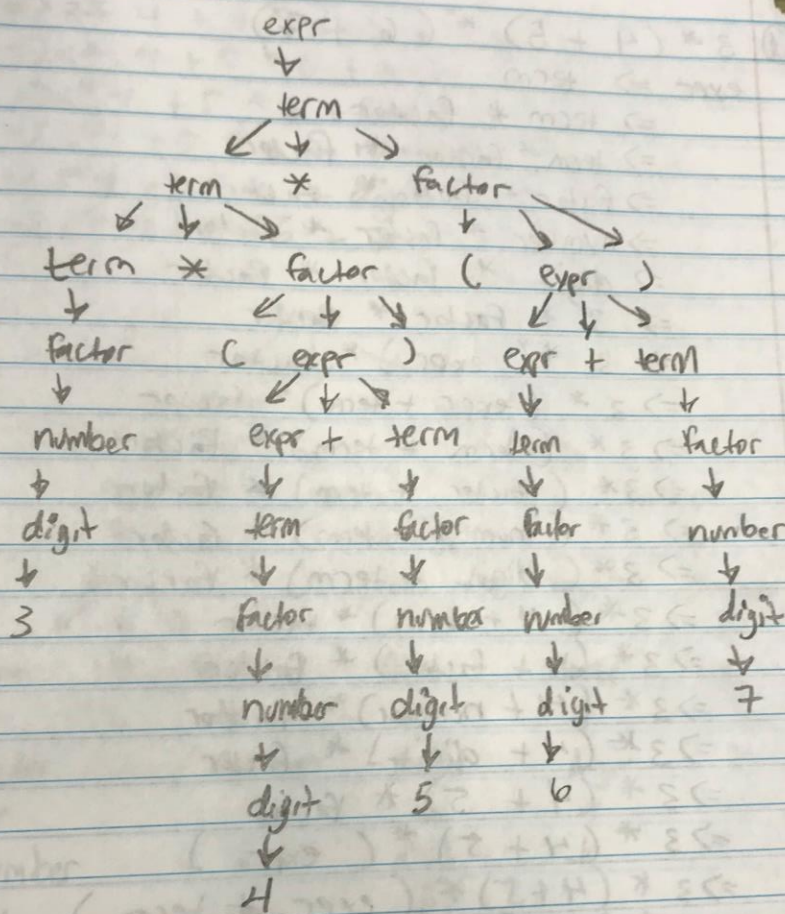 expr
term
term * factor
term * factor ( expr )
factor ( expr ) expr + term
number expr + term term factor
digit term factor factor number
3 factor number number digit
number digit digit 7
digit 5 6
4